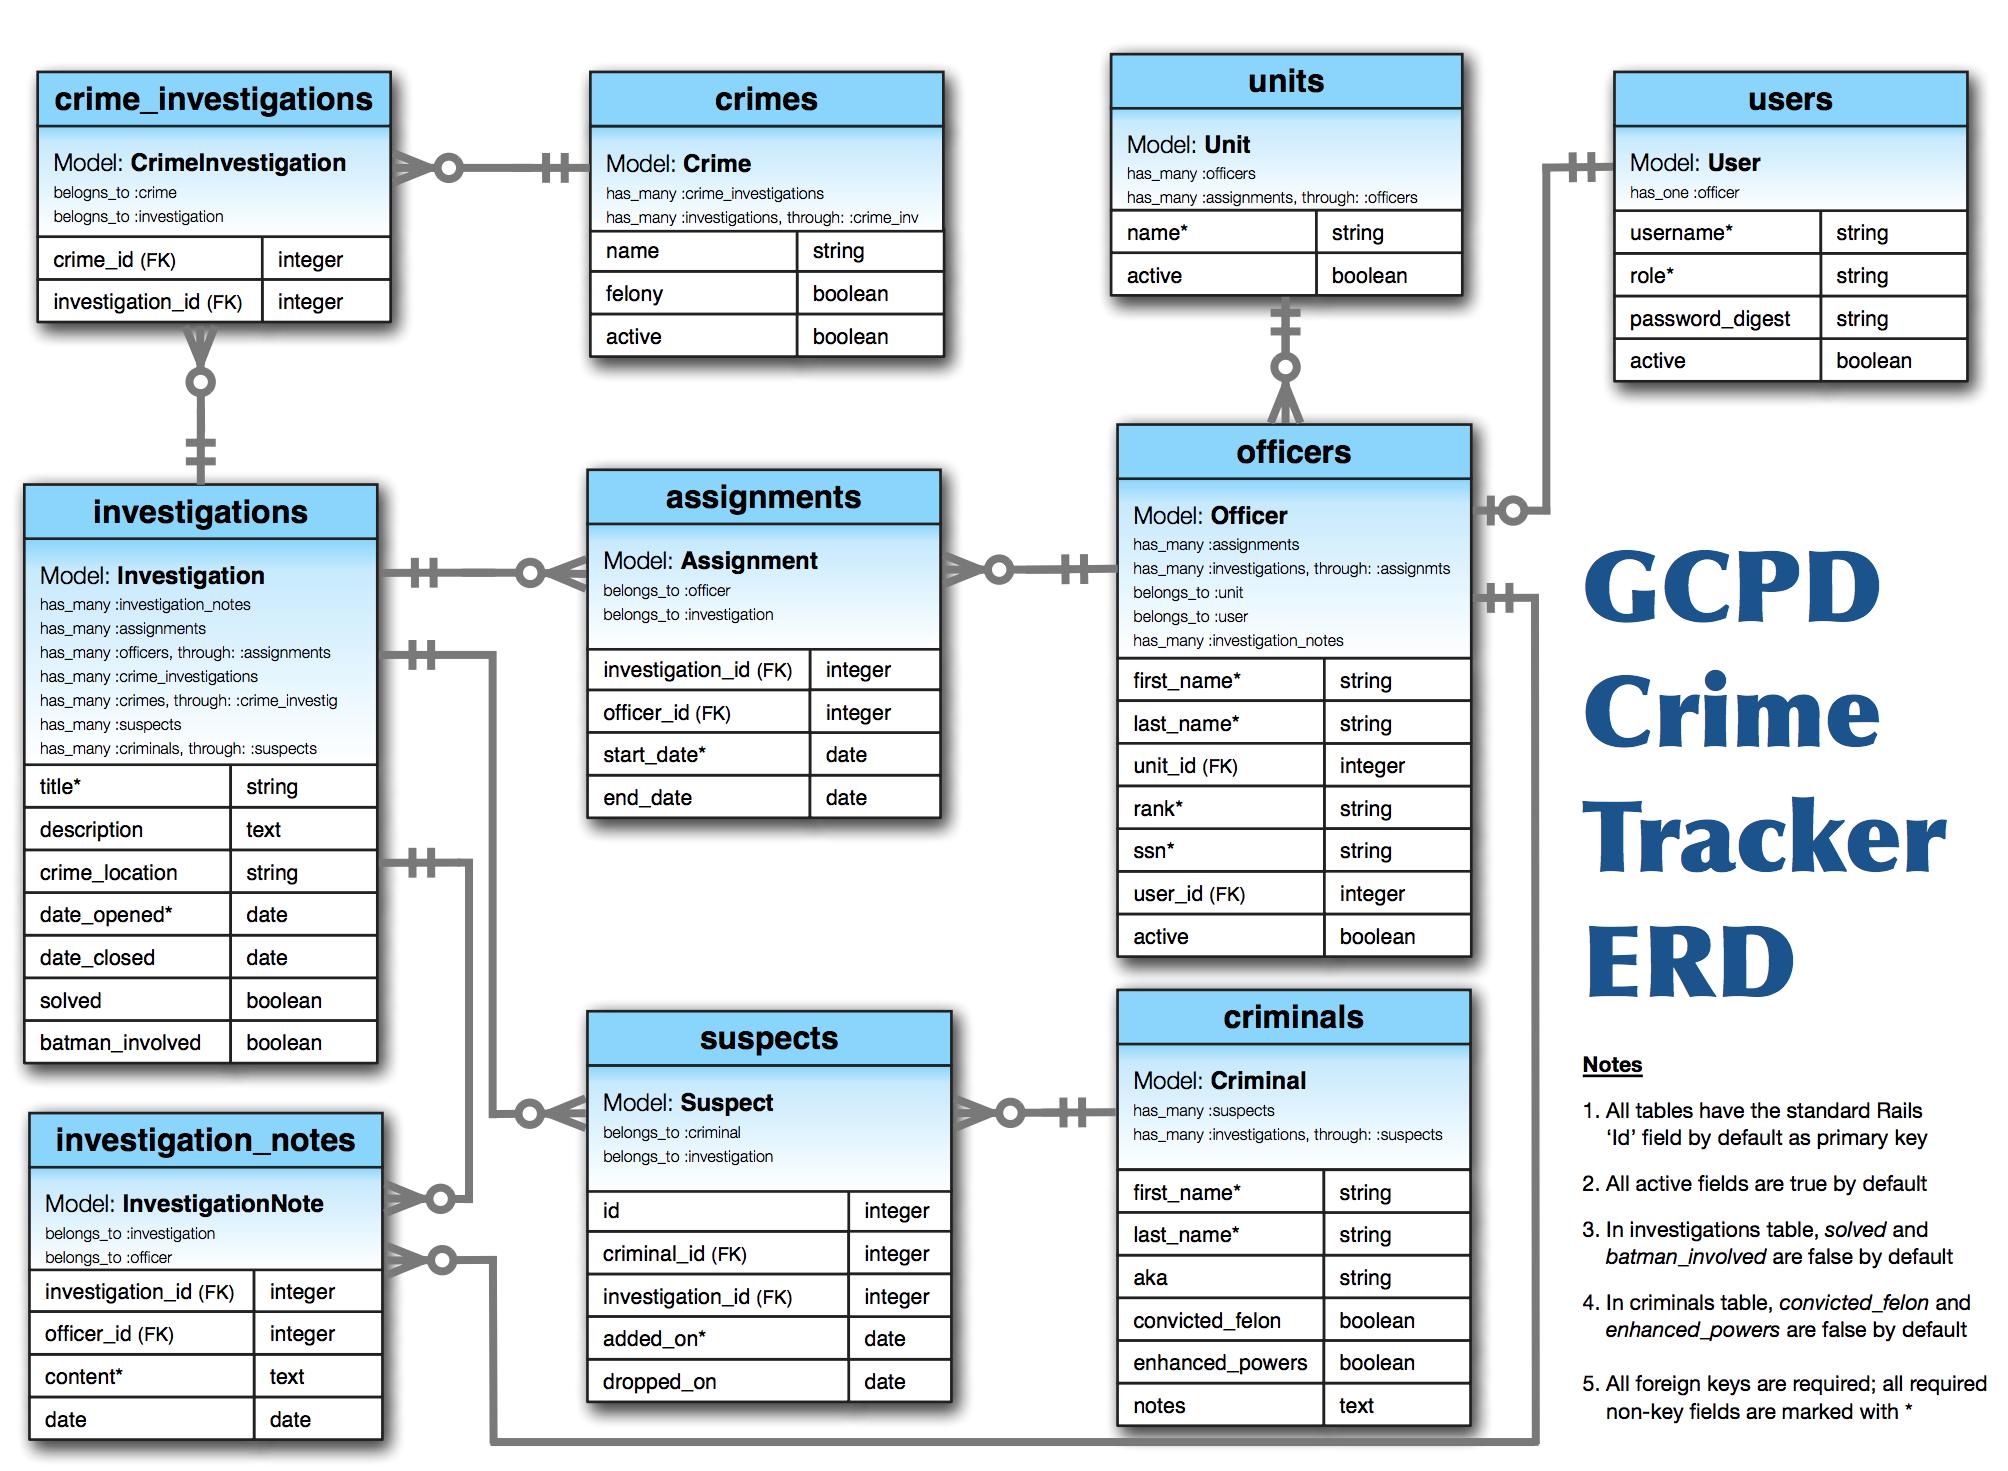 crime_investigations
Model: CrimeInvestigation
belogns_to :crime
belogns_to :investigation
crime_id (FK) integer
investigation_id (FK) integer
crimes
Model: Crime
has_many :crime_investigations
has_many :investigations, through: :crime_inv
name string
felony boolean
active boolean
units
Model: Unit
has_many :officers
has_many :assignments, through: :officers
name* string
active boolean
users
Model: User
has_one :officer
username* string
role* string
password_digest string
active boolean
investigations
Model: Investigation
has_many :investigation_notes
has_many :assignments
has_many :officers, through: :assignments
has_many :crime_investigations
has_many :crimes, through: :crime_investig
has_many :suspects
has_many :criminals, through: :suspects
title* string
description text
crime_location string
date_opened* date
date_closed date
solved boolean
batman_involved boolean
assignments
Model: Assignment
belongs_to :officer
belongs_to :investigation
investigation_id (FK) integer
officer_id (FK) integer
start_date* date
end_date date
officers
Model: Officer
has_many :assignments
has_many :investigations, through: :assignmts
belongs_to :unit
belongs_to :user
has_many :investigation_notes
first_name* string
last_name* string
unit_id (FK) integer
rank* string
ssn* string
user_id (FK) integer
active boolean
investigation_notes
Model: InvestigationNote
belongs_to :investigation
belongs_to :officer
investigation_id (FK) integer
officer_id (FK) integer
content* text
date date
suspects
Model: Suspect
belongs_to :criminal
belongs_to :investigation
id integer
criminal_id (FK) integer
investigation_id (FK) integer
added_on* date
dropped_on date
criminals
Model: Criminal
has_many :suspects
has_many :investigations, through: :suspects
first_name* string
last_name* string
aka string
convicted_felon boolean
enhanced_powers boolean
notes text
GCPD
Crime
Tracker
ERD
Notes
1. All tables have the standard Rails
‘Id’ field by default as primary key
2. All active fields are true by default
3. In investigations table, solved and
batman_involved are false by default
4. In criminals table, convicted_felon and
enhanced_powers are false by default
5. All foreign keys are required; all required
non-key fields are marked with *